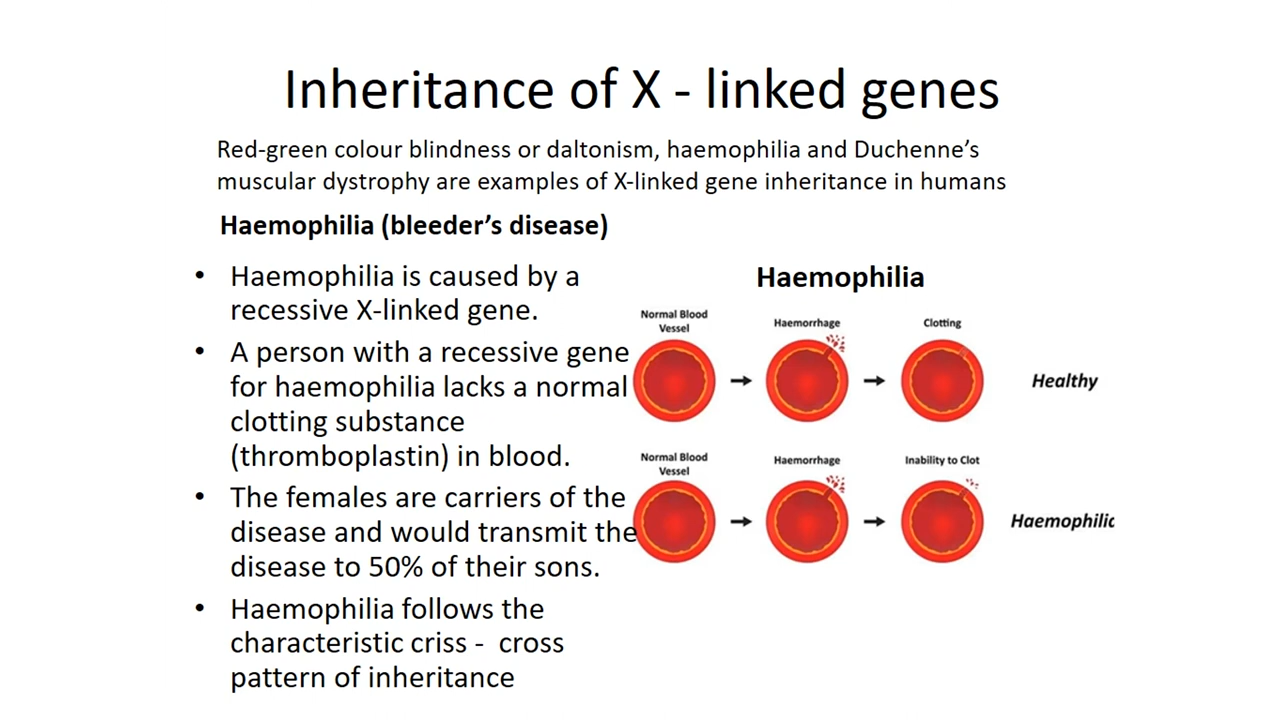 Inheritance of X - linked genes
Red-green colour blindness or daltonism, haemophilia and Duchenne’s
muscular dystrophy are examples of X-linked gene inheritance in humans
Haemophilia (bleeder’s disease)
• Haemophilia is caused by a
recessive X-linked gene.
• A person with a recessive gene
for haemophilia lacks a normal
clotting substance
(thromboplastin) in blood.
• The females are carriers of the
disease and would transmit the
disease to 50% of their sons.
• Haemophilia follows the
characteristic criss - cross
pattern of inheritance
Haemophilia
Normal Blood
Vessel
Haemorrhage
Clotting
Healthy
Normal Blood
Vessel
Haemorrhage
Inability to Clot
Haemophilic